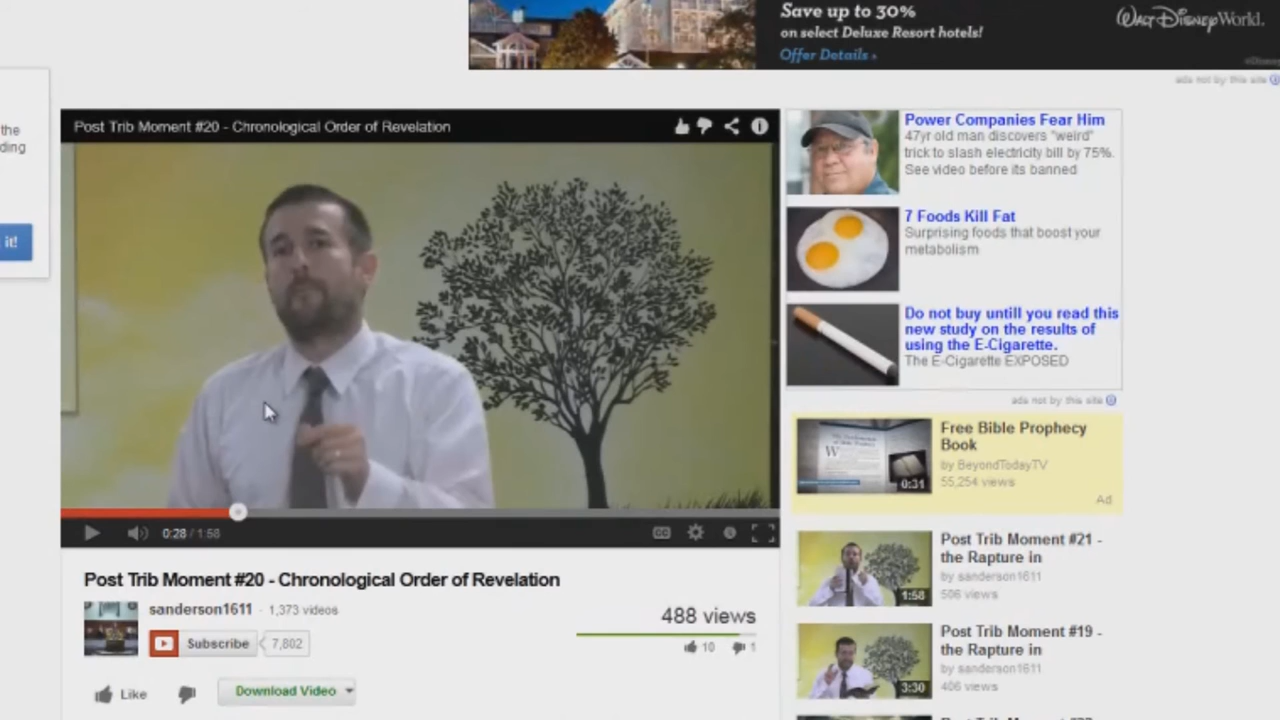 Save up to 30%
on select Deluxe Resort hotels!
Offer Details
WALT DISNEY World.
ads not by this site
the
ding
it!
Post Trib Moment #20 - Chronological Order of Revelation
Power Companies Fear Him
47yr old man discovers "weird"
trick to slash electricity bill by 75%.
See video before its banned
7 Foods Kill Fat
Surprising foods that boost your
metabolism
Do not buy untill you read this
new study on the results of
using the E-Cigarette.
The E-Cigarette EXPOSED
ads not by this site
0:28 / 1:58
CC
Free Bible Prophecy
Book
by BeyondTodayTV
55,254 views
0:31
Ad
Post Trib Moment #21 -
the Rapture in
by sanderson1611
506 views
1:58
Post Trib Moment #19 -
the Rapture in
by sanderson1611
406 views
3:30
Post Trib Moment #20 - Chronological Order of Revelation
sanderson1611 · 1,373 videos
Subscribe 7,802
488 views
10 1
Like
Download Video